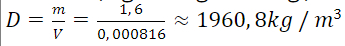 D = m/V = 1,6/0,000816 ≈ 1960,8kg / m³